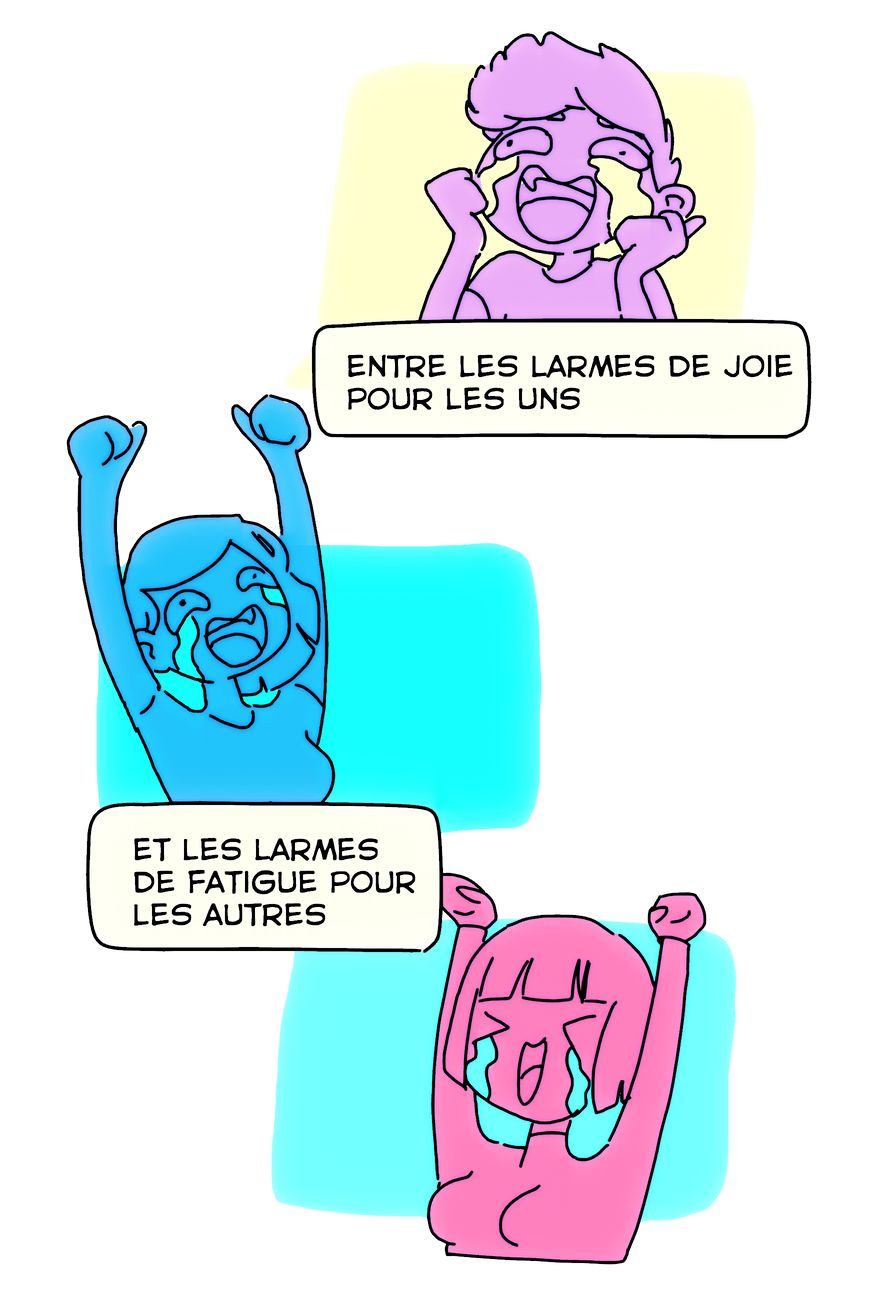 ENTRE LES LARMES DE JOIE
POUR LES UNS
ET LES LARMES
DE FATIGUE POUR
LES AUTRES